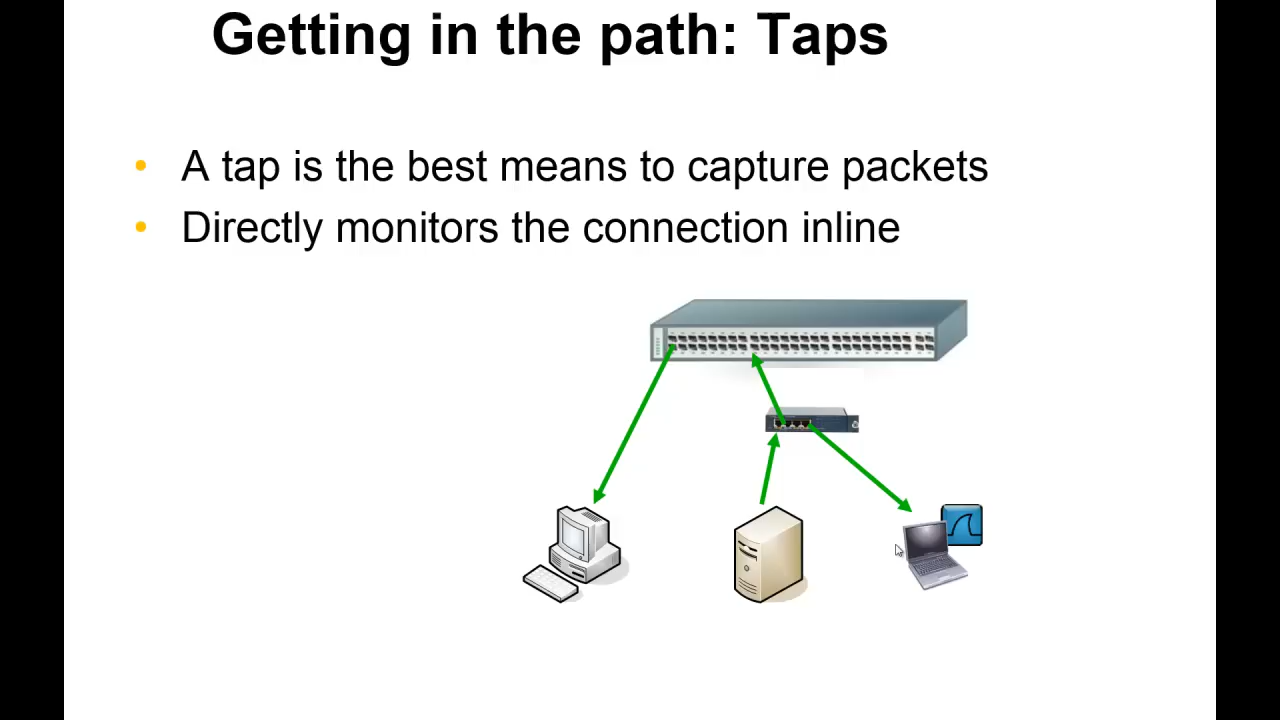 Getting in the path: Taps
• A tap is the best means to capture packets
• Directly monitors the connection inline